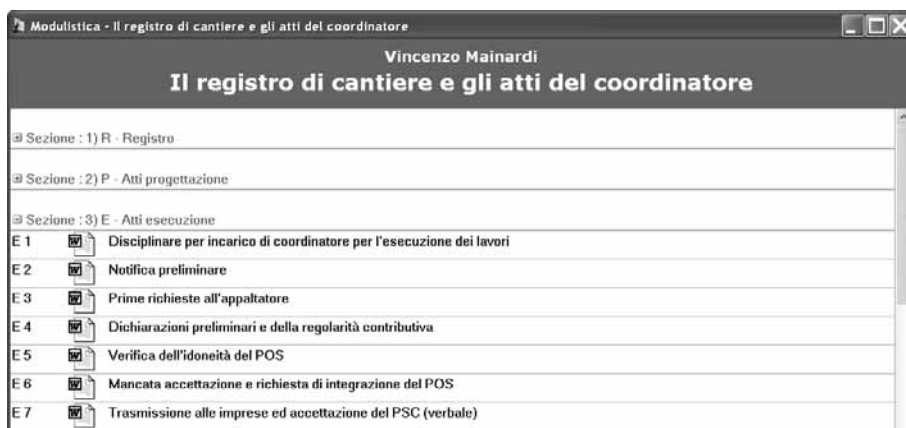 Modulistica - Il registro di cantiere e gli atti del coordinatore
Vincenzo Mainardi
Il registro di cantiere e gli atti del coordinatore
Sezione : 1) R - Registro
Sezione : 2) P - Atti progettazione
Sezione : 3) E - Atti esecuzione
E 1 Disciplinare per incarico di coordinatore per l'esecuzione dei lavori
E 2 Notifica preliminare
E 3 Prime richieste all'appaltatore
E 4 Dichiarazioni preliminari e della regolarità contributiva
E 5 Verifica dell'idoneità del POS
E 6 Mancata accettazione e richiesta di integrazione del POS
E 7 Trasmissione alle imprese ed accettazione del PSC (verbale)